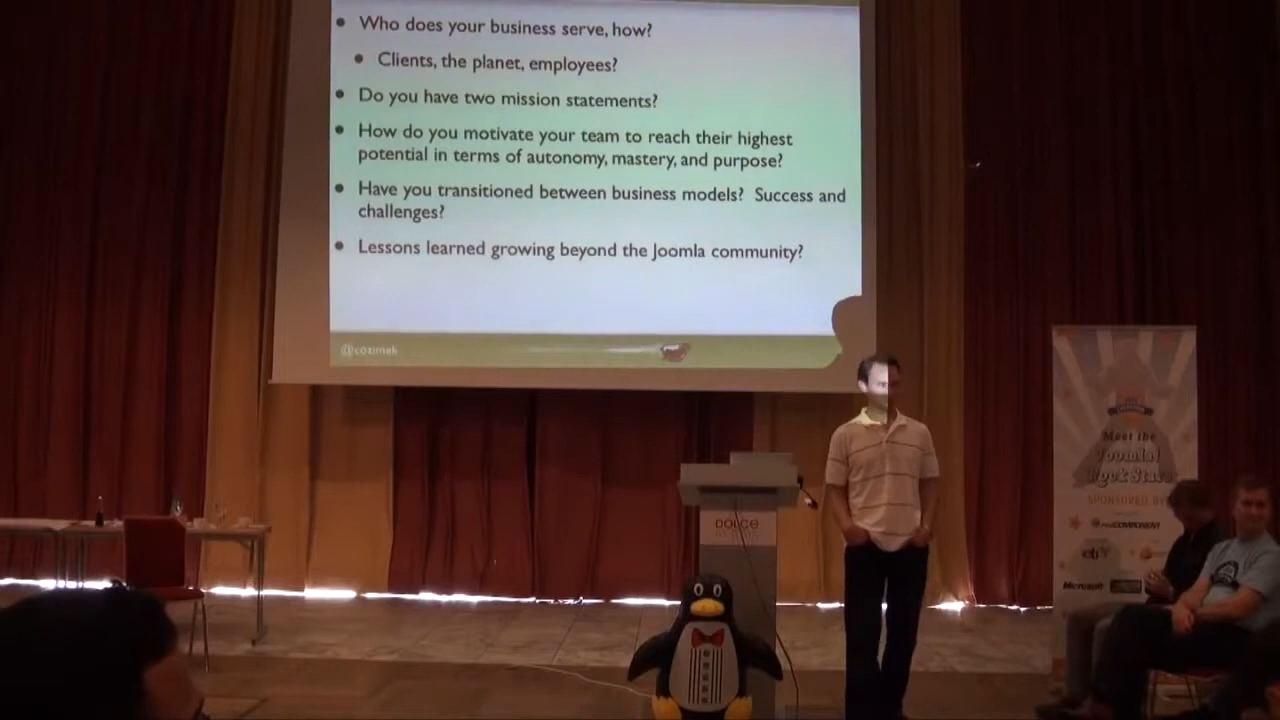 Who does your business serve, how?
Clients, the planet, employees?
Do you have two mission statements?
How do you motivate your team to reach their highest
potential in terms of autonomy, mastery, and purpose?
Have you transitioned between business models? Success and
challenges?
Lessons learned growing beyond the Joomla community?
@cozimek
DOLCE
Meet the
Joomla!
Rock Stars
SPONSORED BY
redCOMPONENT
Microsoft